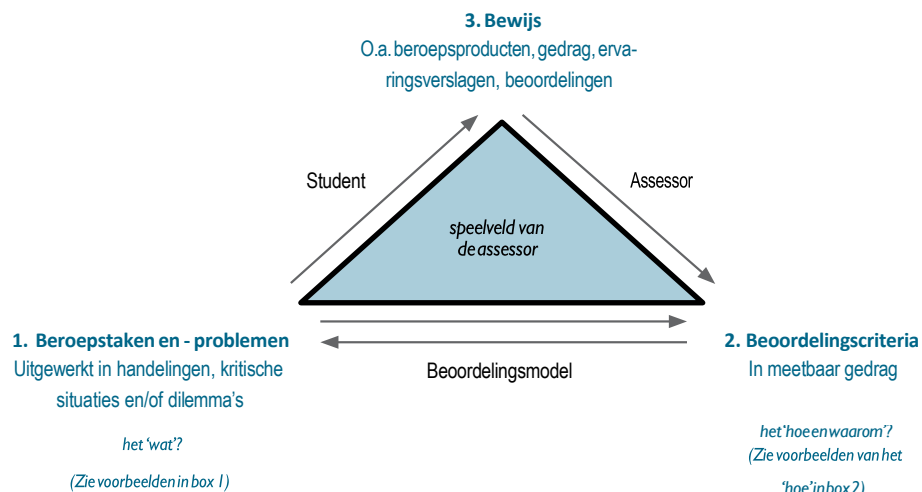 3. Bewijs
O.a. beroepsproducten, gedrag, erva-
ringsverslagen, beoordelingen
Student
Assessor
speelveld van
de assessor
1. Beroepstaken en - problemen
Uitgewerkt in handelingen, kritische
situaties en/of dilemma's
het 'wat'?
(Zie voorbeelden in box 1)
Beoordelingsmodel
2. Beoordelingscriteria
In meetbaar gedrag
het 'hoe en waarom'?
(Zie voorbeelden van het
'hoe' in box 2)